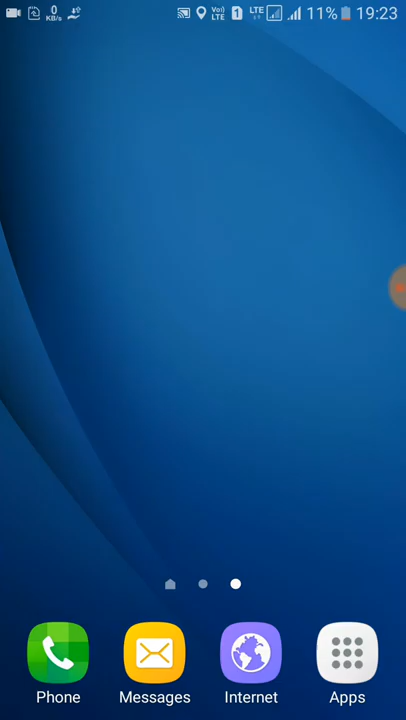 0
KB/s
Vo))
LTE
1
LTE
11%
19:23
Phone
Messages
Internet
Apps